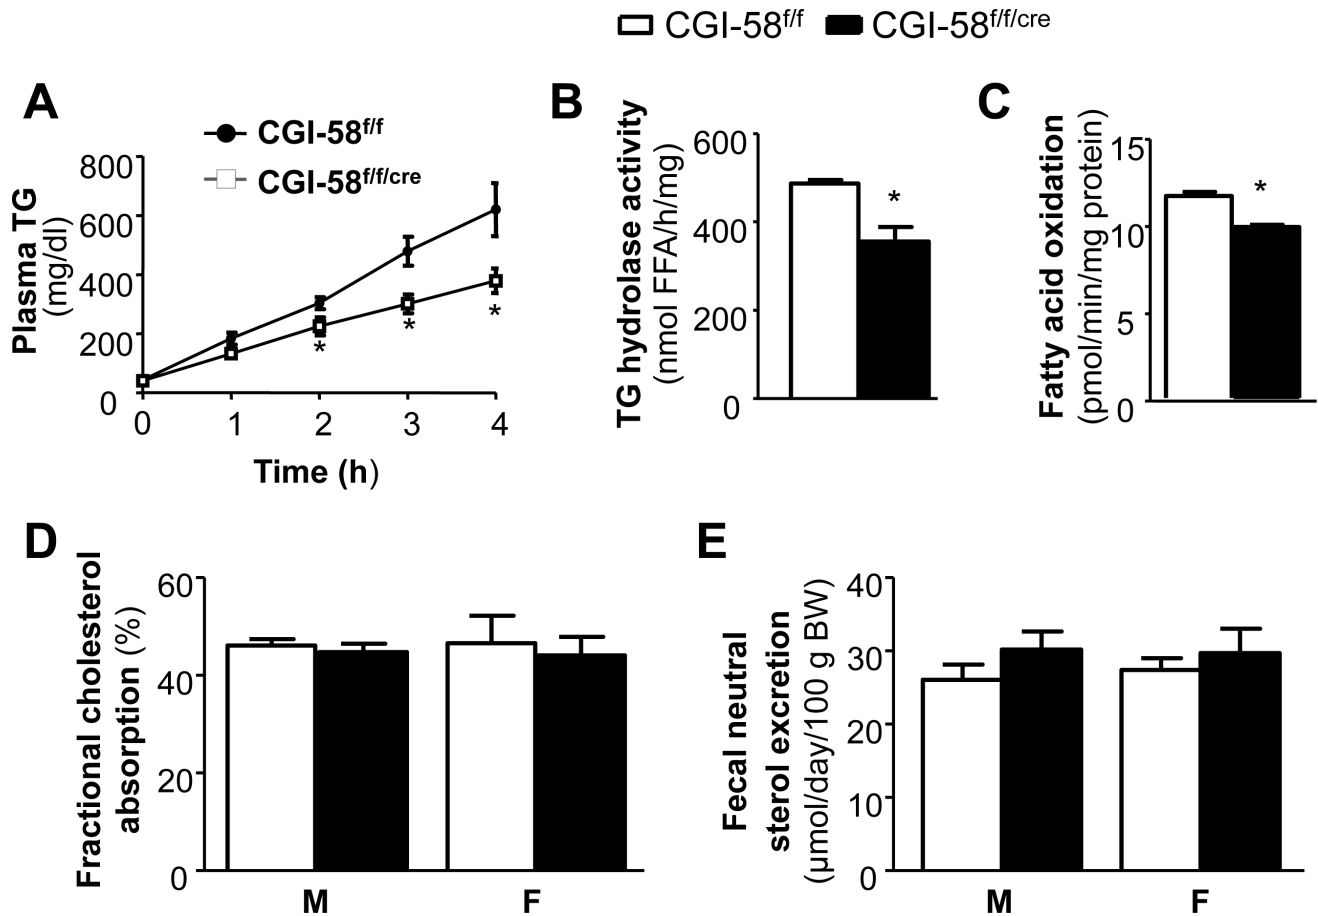 CGI-58f/f CGI-58f/f/cre
A
CGI-58f/f
CGI-58f/f/cre
Plasma TG
(mg/dl)
800
600
400
200
0
0 1 2 3 4
* * *
Time (h)
B
TG hydrolase activity
(nmol FFA/h/mg)
600
400
200
0
*
C
Fatty acid oxidation
(pmol/min/mg protein)
15
10
5
0
*
D
Fractional cholesterol
absorption (%)
60
40
20
0
M F
E
Fecal neutral
sterol excretion
(μmol/day/100 g BW)
40
30
20
10
0
M F